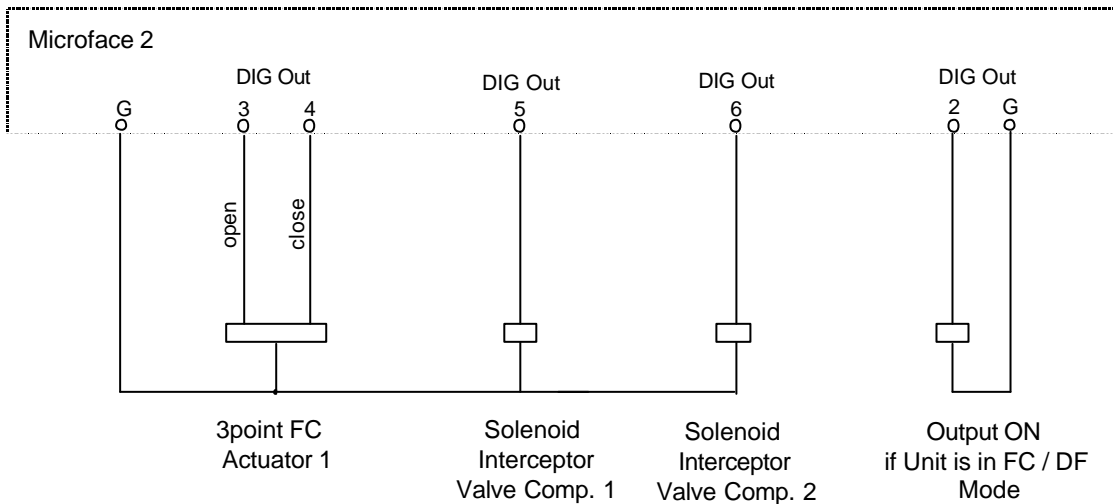 Microface 2
DIG Out
DIG Out
DIG Out
DIG Out
G
3
4
5
6
2
G
open
close
3point FC
Actuator 1
Solenoid
Interceptor
Valve Comp. 1
Solenoid
Interceptor
Valve Comp. 2
Output ON
if Unit is in FC / DF
Mode